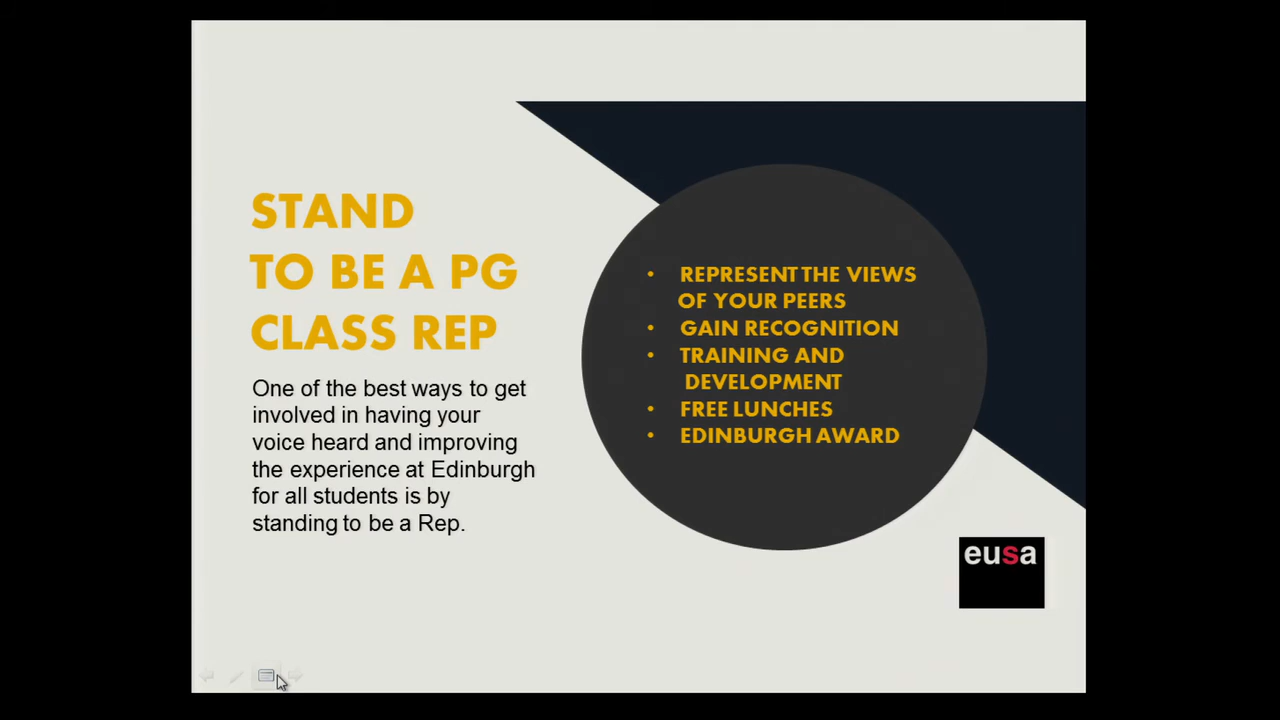 STAND
TO BE A PG
CLASS REP
One of the best ways to get
involved in having your
voice heard and improving
the experience at Edinburgh
for all students is by
standing to be a Rep.
• REPRESENT THE VIEWS
OF YOUR PEERS
• GAIN RECOGNITION
• TRAINING AND
DEVELOPMENT
• FREE LUNCHES
• EDINBURGH AWARD
eusa